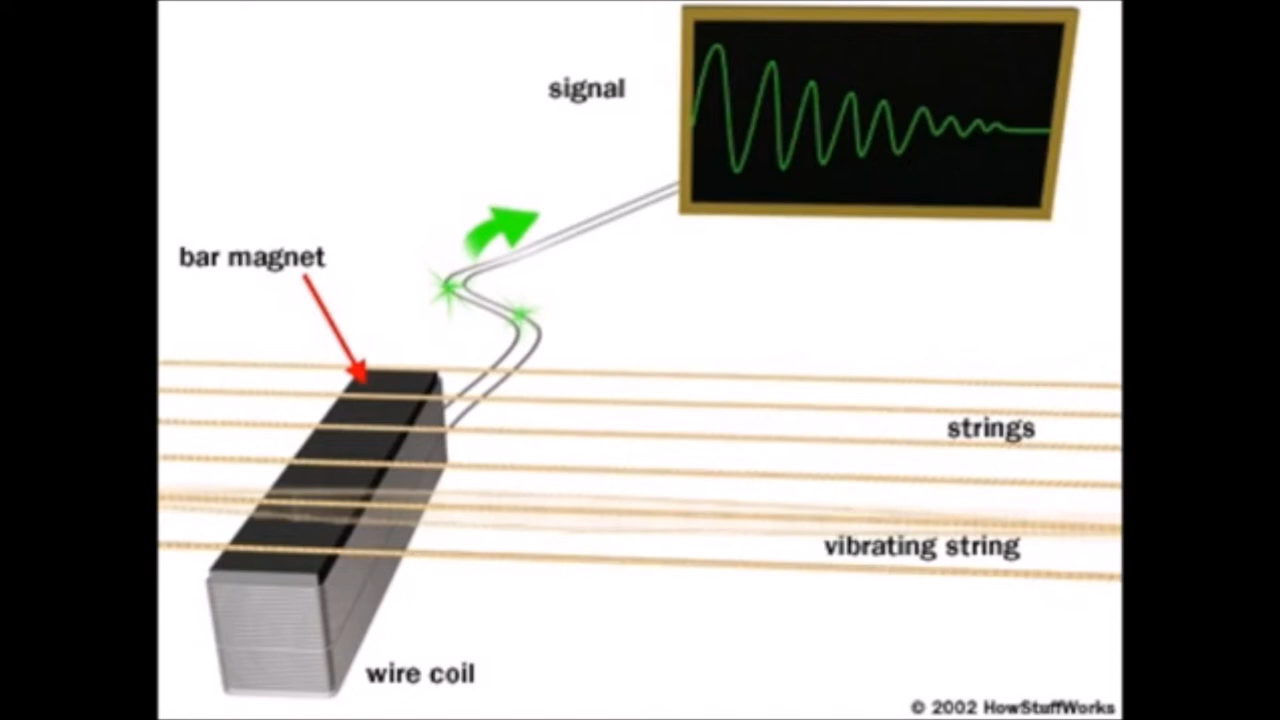 signal
bar magnet
strings
vibrating string
wire coil
© 2002 HowStuffWorks